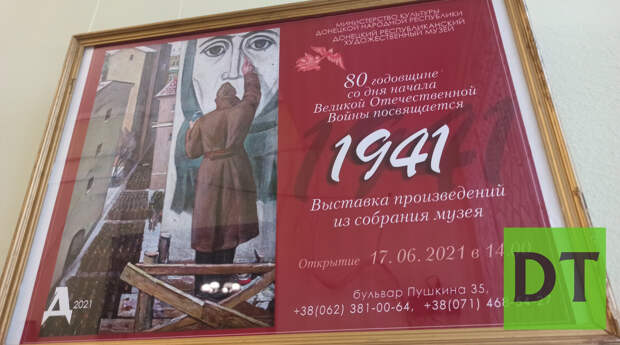 МИНИСТЕРСТВО КУЛЬТУРЫ
ДОНЕЦКОЙ НАРОДНОЙ РЕСПУБЛИКИ
ДОНЕЦКИЙ РЕСПУБЛИКАНСКИЙ
ХУДОЖЕСТВЕННЫЙ МУЗЕЙ
80 годовщине
со дня начала
Великой Отечественной
Войны посвящается
1941
Выставка произведений
из собрания музея
Открытие 17.06.2021 в 14
бульвар Пушкина 35,
+38(062) 381-00-64, +38(071)
Д 2021
DT